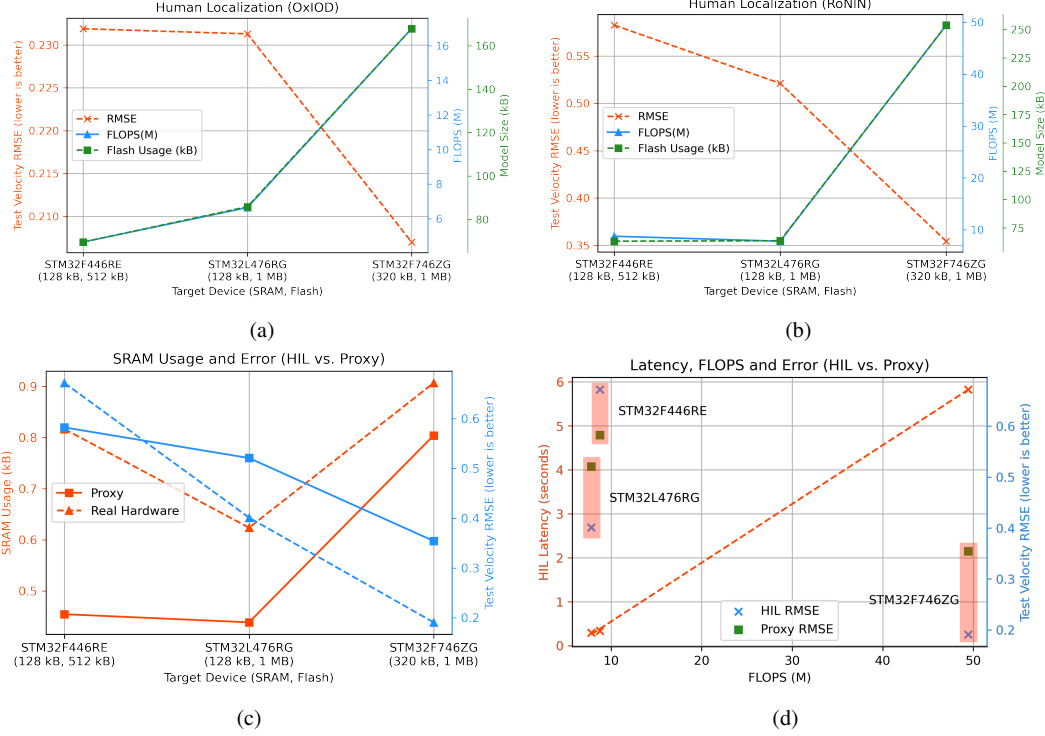 Human Localization (OxIOD)
Test Velocity RMSE (lower is better)
0.230
0.225
0.220
0.215
0.210
RMSE
FLOPS(M)
Flash Usage (kB)
16
14
12
10
8
6
FLOPS (M)
160
140
120
100
80
Model Size (kB)
STM32F446RE
(128 kB, 512 kB)
STM32L476RG
(128 kB, 1 MB)
STM32F746ZG
(320 kB, 1 MB)
Target Device (SRAM, Flash)
(a)
Human Localization (RoNIN)
Test Velocity RMSE (lower is better)
0.55
0.50
0.45
0.40
0.35
RMSE
FLOPS(M)
Flash Usage (kB)
50
40
30
20
10
FLOPS (M)
250
225
200
175
150
125
100
75
Model Size (kB)
STM32F446RE
(128 kB, 512 kB)
STM32L476RG
(128 kB, 1 MB)
STM32F746ZG
(320 kB, 1 MB)
Target Device (SRAM, Flash)
(b)
SRAM Usage and Error (HIL vs. Proxy)
SRAM Usage (kB)
0.9
0.8
0.7
0.6
0.5
Proxy
Real Hardware
0.6
0.5
0.4
0.3
0.2
Test Velocity RMSE (lower is better)
STM32F446RE
(128 kB, 512 kB)
STM32L476RG
(128 kB, 1 MB)
STM32F746ZG
(320 kB, 1 MB)
Target Device (SRAM, Flash)
(c)
Latency, FLOPS and Error (HIL vs. Proxy)
HIL Latency (seconds)
6
5
4
3
2
1
0
STM32F446RE
STM32L476RG
STM32F746ZG
HIL RMSE
Proxy RMSE
0.6
0.5
0.4
0.3
0.2
Test Velocity RMSE (lower is better)
10
20
30
40
50
FLOPS (M)
(d)